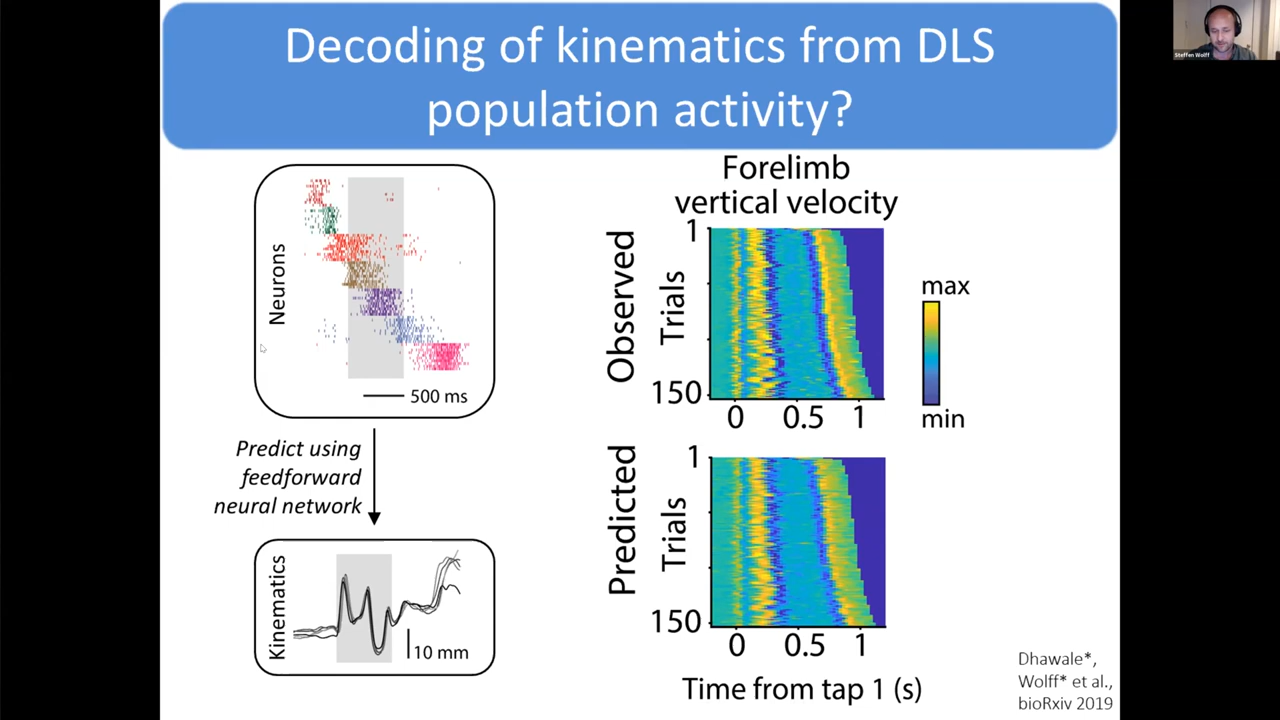 Decoding of kinematics from DLS
population activity?
Steffen Wolff
Neurons
500 ms
Predict using
feedforward
neural network
Kinematics
10 mm
Forelimb
vertical velocity
Observed
Trials
1
150
0 0.5 1
max
min
Predicted
Trials
1
150
0 0.5 1
Time from tap 1 (s)
Dhawale*,
Wolff* et al.,
bioRxiv 2019